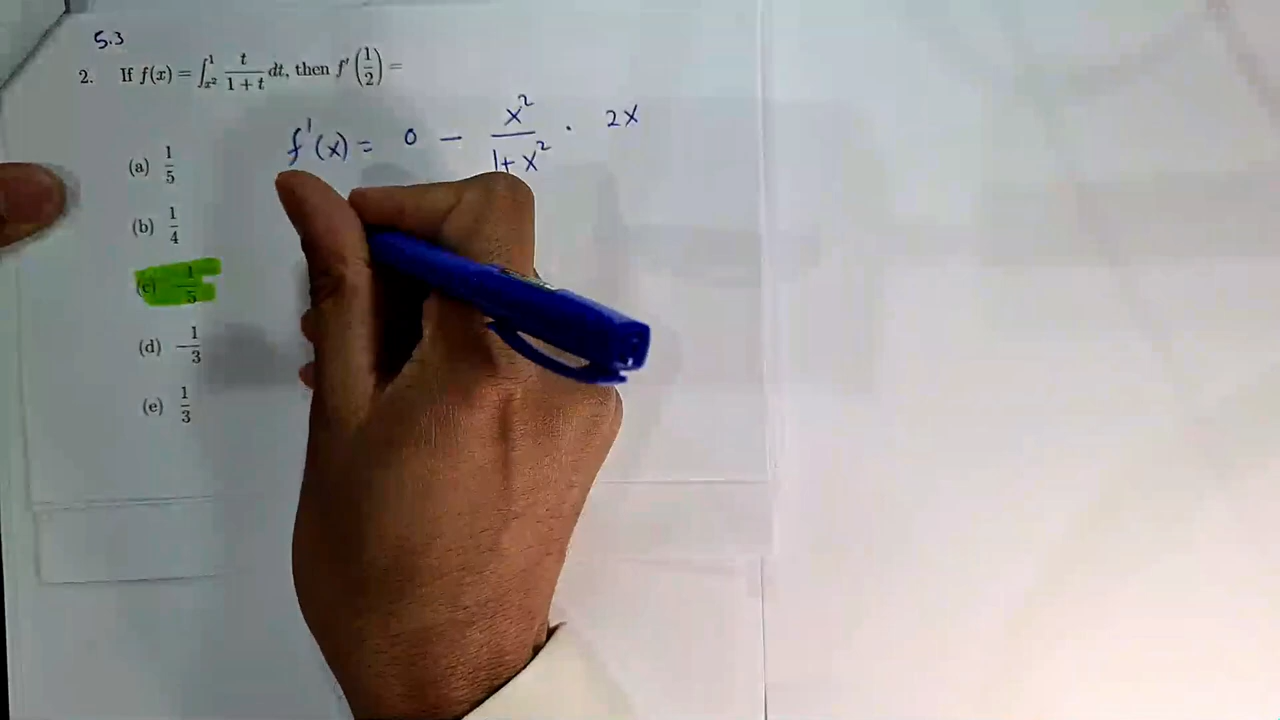 5.3
2. If f(x) = ∫_{x²}^{1} t/(1+t) dt, then f′(1/2) =
f'(x) = 0 − x²/(1+x²) · 2x
(a) 1/5
(b) 1/4
(c) −1/5
(d) −1/3
(e) 1/3